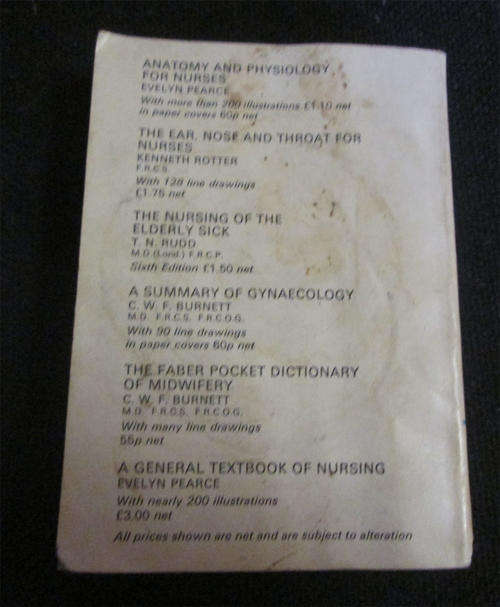 ANATOMY AND PHYSIOLOGY
FOR NURSES
EVELYN PEARCE
With more than 200 illustrations £1.10 net
in paper covers 60p net
THE EAR, NOSE AND THROAT FOR
NURSES
KENNETH ROTTER
F.R.C.S.
With 128 line drawings
£1.75 net
THE NURSING OF THE
ELDERLY SICK
T. N. RUDD
M.D.(Lond.) F.R.C.P.
Sixth Edition £1.50 net
A SUMMARY OF GYNAECOLOGY
C. W. F. BURNETT
M.D. F.R.C.S. F.R.C.O.G.
With 90 line drawings
in paper covers 60p net
THE FABER POCKET DICTIONARY
OF MIDWIFERY
C. W. F. BURNETT
M.D. F.R.C.S. F.R.C.O.G.
With many line drawings
55p net
A GENERAL TEXTBOOK OF NURSING
EVELYN PEARCE
With nearly 200 illustrations
£3.00 net
All prices shown are net and are subject to alteration